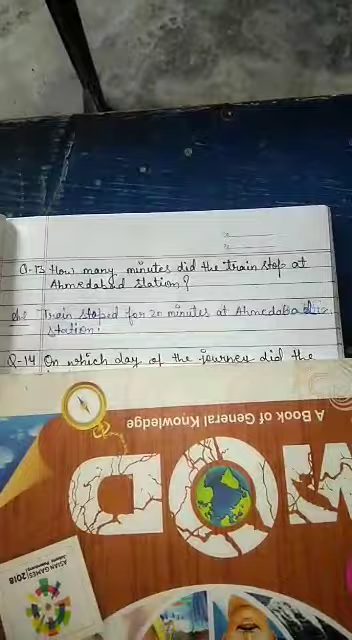 Q-13 How many minutes did the train stop at
Ahmedabad station?
Train stoped for 20 minutes at Ahmedabad
station.
Q-14 On which day of the journey did the
A Book of General Knowledge
ASIAN GAMES 2018